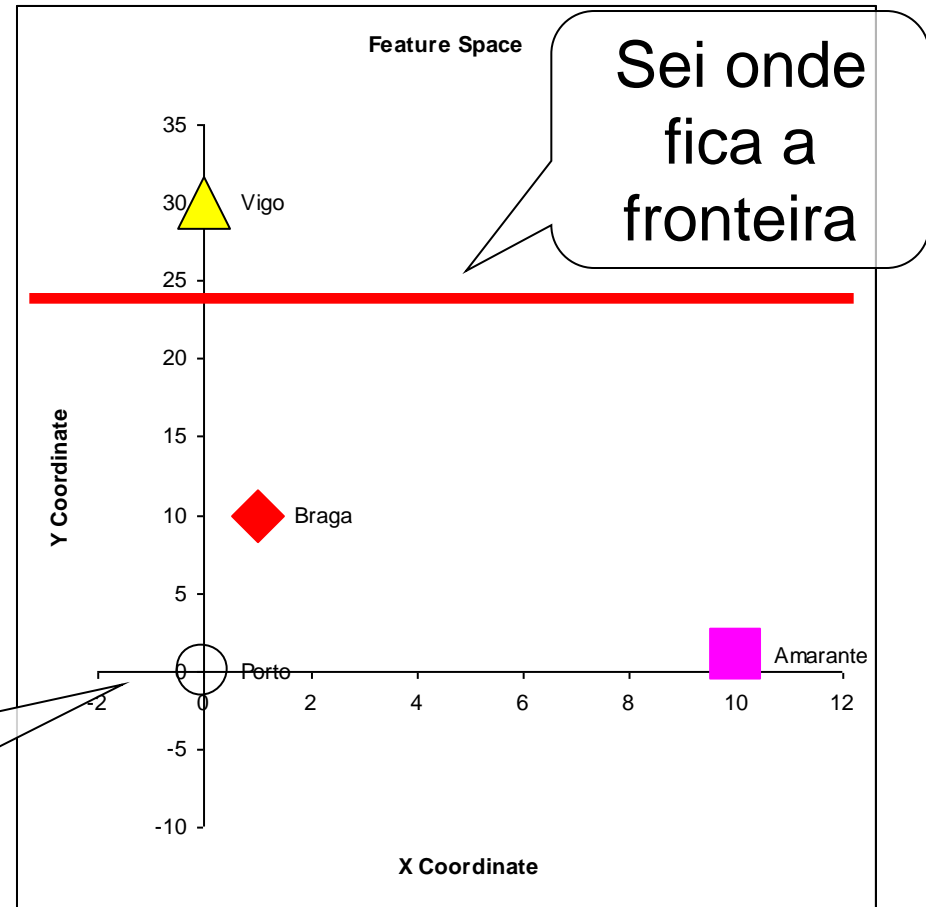 Feature Space
Sei onde
fica a
fronteira
35
30
Vigo
25
20
15
Y Coordinate
10
Braga
5
0
Porto
Amarante
-2
0
2
4
6
8
10
12
-5
-10
X Coordinate